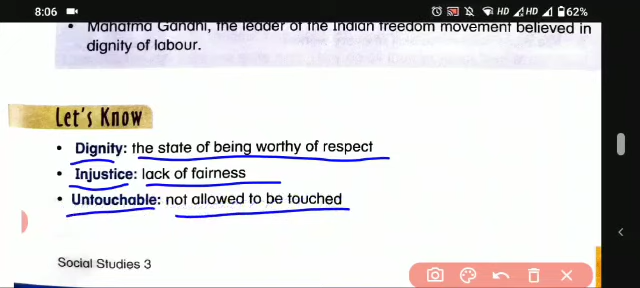 8:06 HD HD 62%
• Mahatma Gandhi, the leader of the Indian freedom movement believed in
dignity of labour.
Let's Know
• Dignity: the state of being worthy of respect
• Injustice: lack of fairness
• Untouchable: not allowed to be touched
Social Studies 3